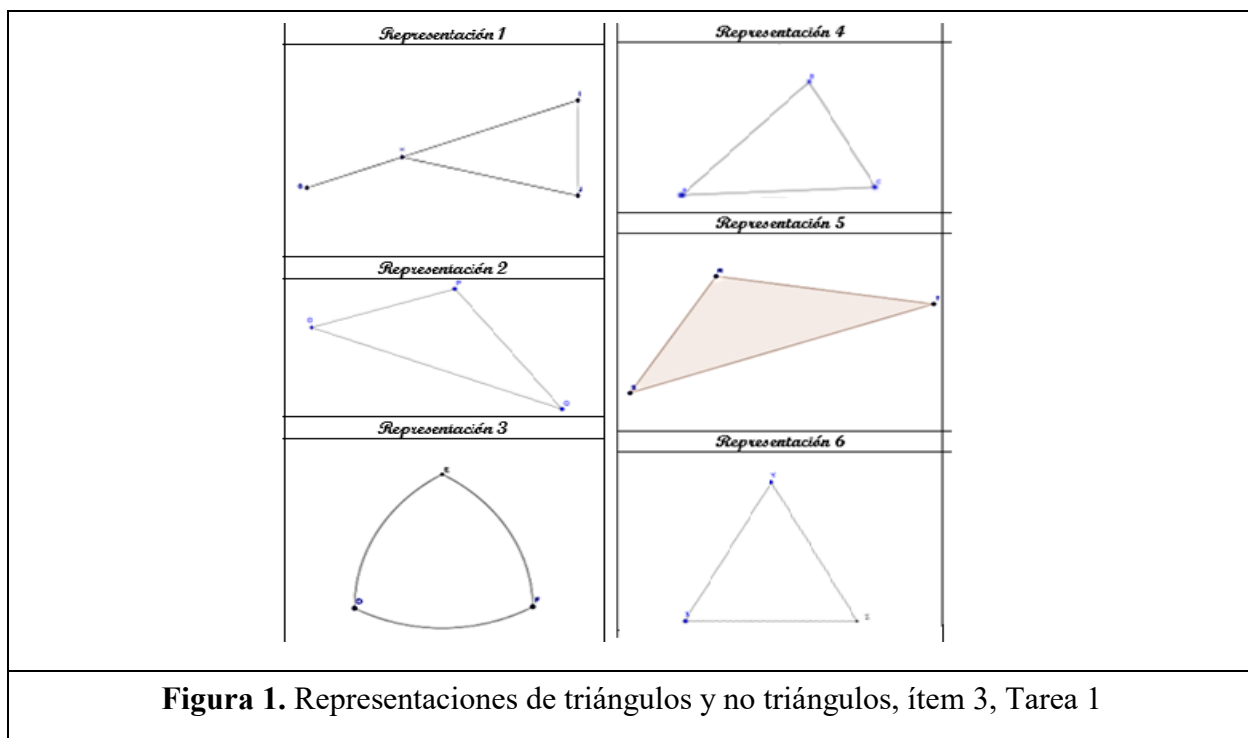 Representación 1
Representación 2
Representación 3
Representación 4
Representación 5
Representación 6
Figura 1. Representaciones de triángulos y no triángulos, ítem 3, Tarea 1